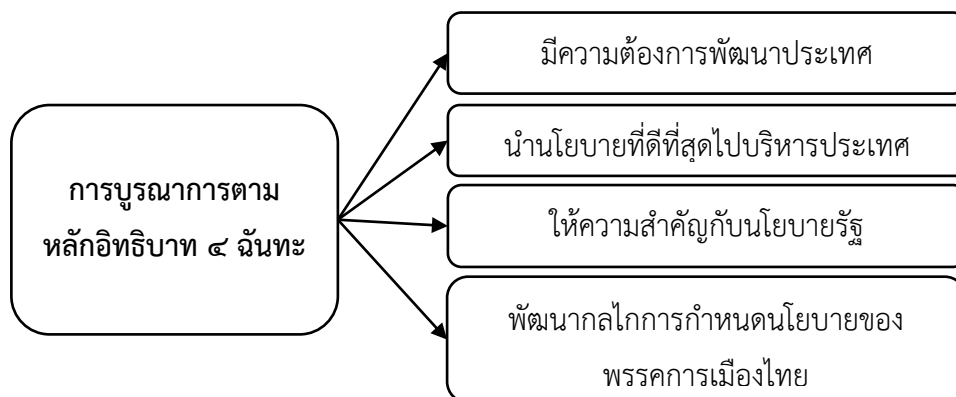 มีความต้องการพัฒนาประเทศ
นำนโยบายที่ดีที่สุดไปบริหารประเทศ
การบูรณาการตาม
หลักอิทธิบาท ๔ ฉันทะ
ให้ความสำคัญกับนโยบายรัฐ
พัฒนากลไกการกำหนดนโยบายของ
พรรคการเมืองไทย